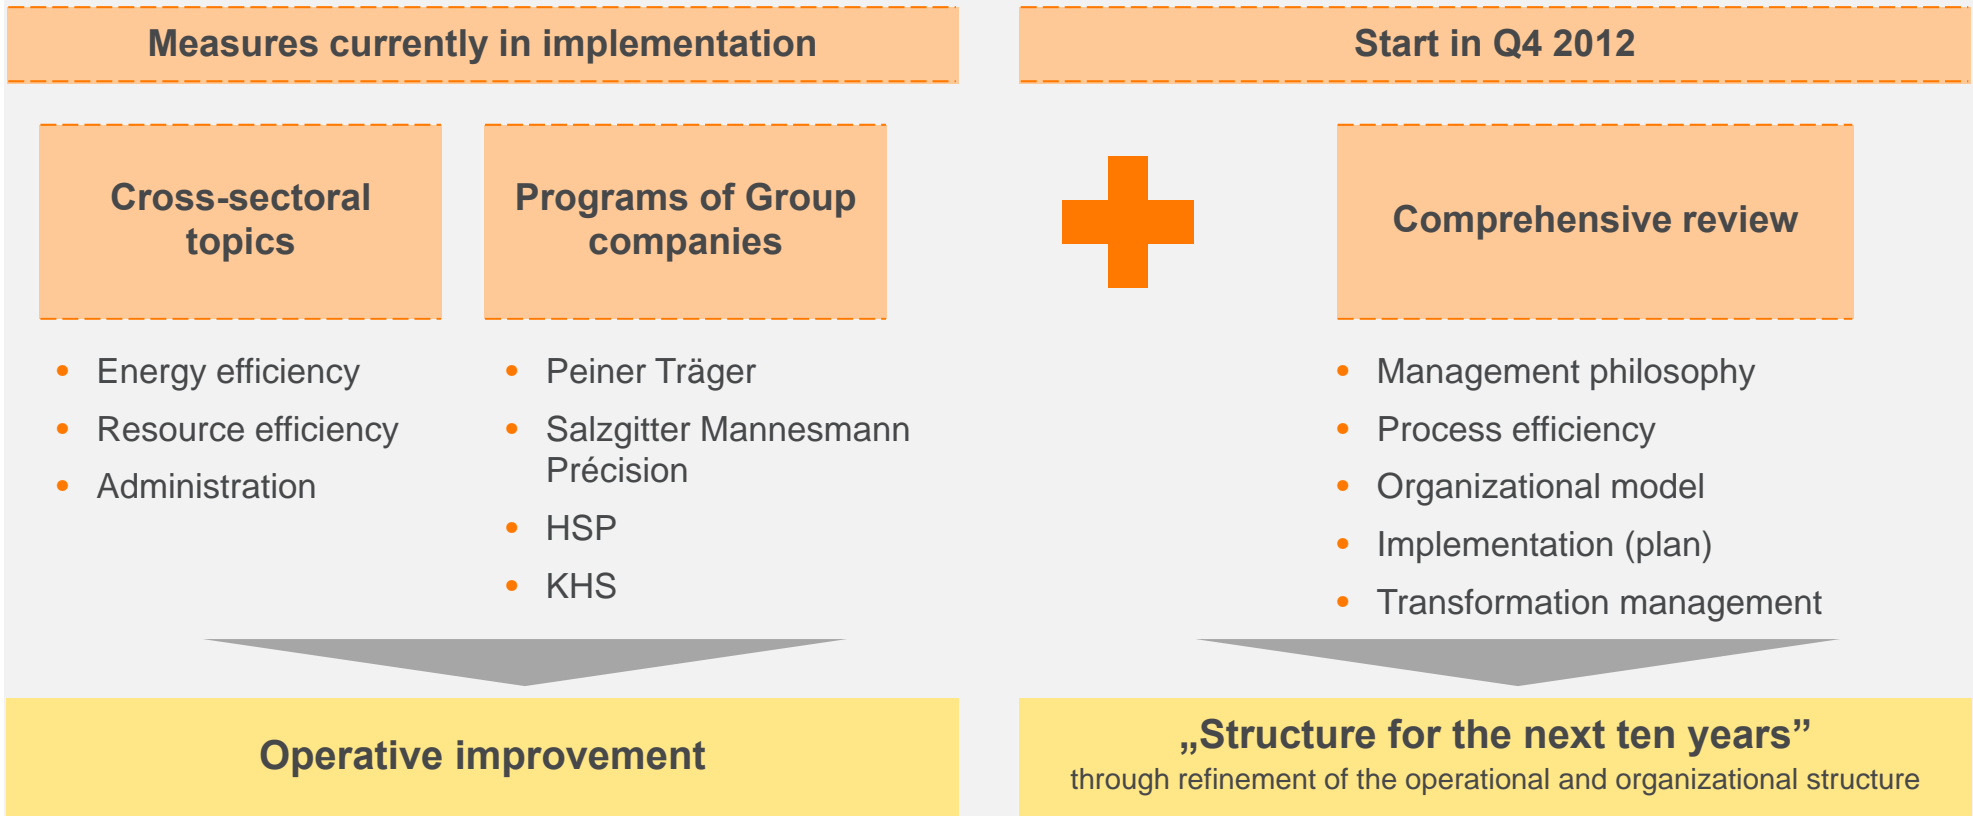 Measures currently in implementation
Cross-sectoral
topics
• Energy efficiency
• Resource efficiency
• Administration
Programs of Group
companies
• Peiner Träger
• Salzgitter Mannesmann
Précision
• HSP
• KHS
Operative improvement
Start in Q4 2012
Comprehensive review
• Management philosophy
• Process efficiency
• Organizational model
• Implementation (plan)
• Transformation management
„Structure for the next ten years”
through refinement of the operational and organizational structure